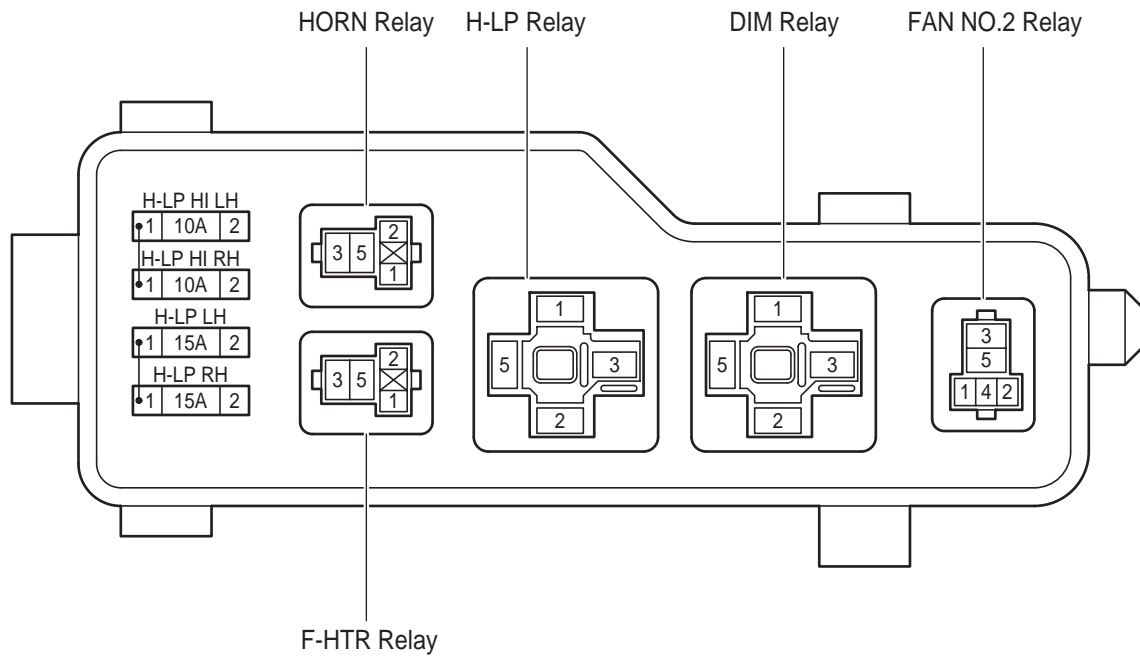 HORN Relay H-LP Relay DIM Relay FAN NO.2 Relay
H-LP HI LH
1 10A 2
H-LP HI RH
1 10A 2
H-LP LH
1 15A 2
H-LP RH
1 15A 2
2
3 5
1
2
3 5
1
1
5 3
2
1
5 3
2
3
5
1 4 2
F-HTR Relay